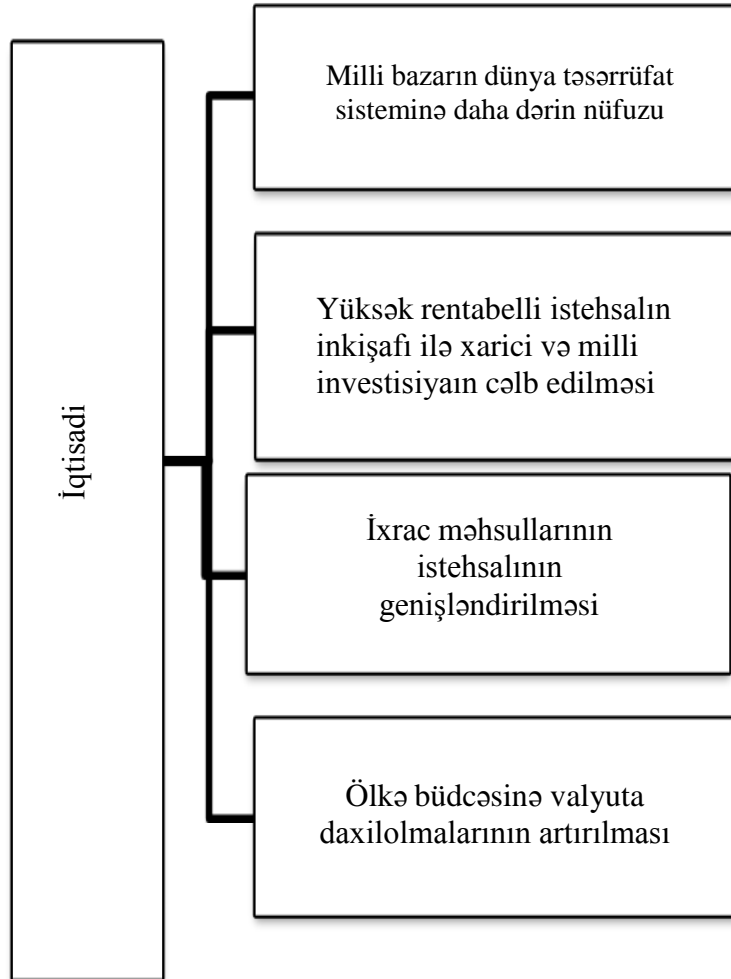 İqtisadi
Milli bazarın dünya təsərrüfat
sisteminə daha dərin nüfuzu
Yüksək rentabelli istehsalın
inkişafı ilə xarici və milli
investisiyaın cəlb edilməsi
İxrac məhsullarının
istehsalının
genişləndirilməsi
Ölkə büdcəsinə valyuta
daxilolmalarının artırılması